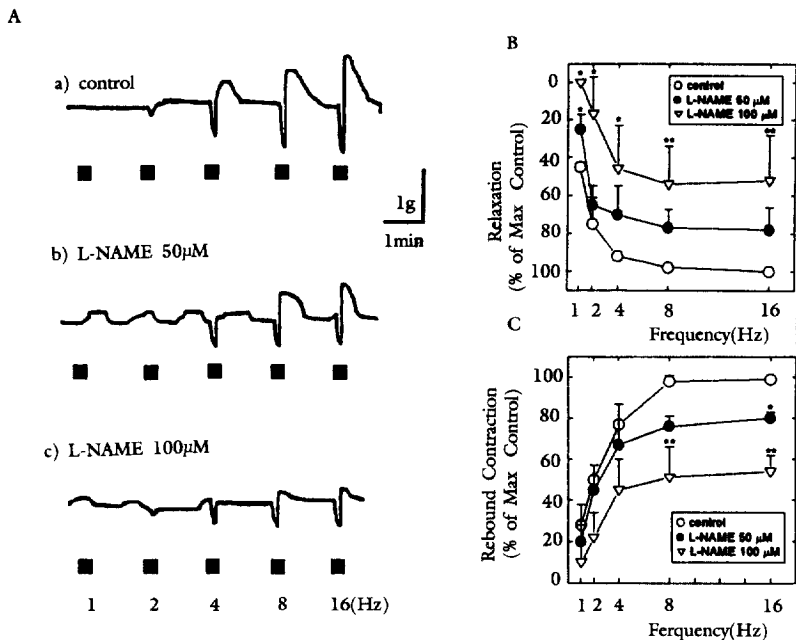 A
a) control
1g
1min
b) L-NAME 50μM
c) L-NAME 100μM
1 2 4 8 16(Hz)
B
Relaxation
(% of Max Control)
0
20
40
60
80
100
* *
*
*
**
**
control
L-NAME 50 μM
L-NAME 100 μM
1 2 4 8 16
Frequency(Hz)
C
Rebound Contraction
(% of Max Control)
100
80
60
40
20
0
*
**
**
control
L-NAME 50 μM
L-NAME 100 μM
1 2 4 8 16
Ferquency(Hz)